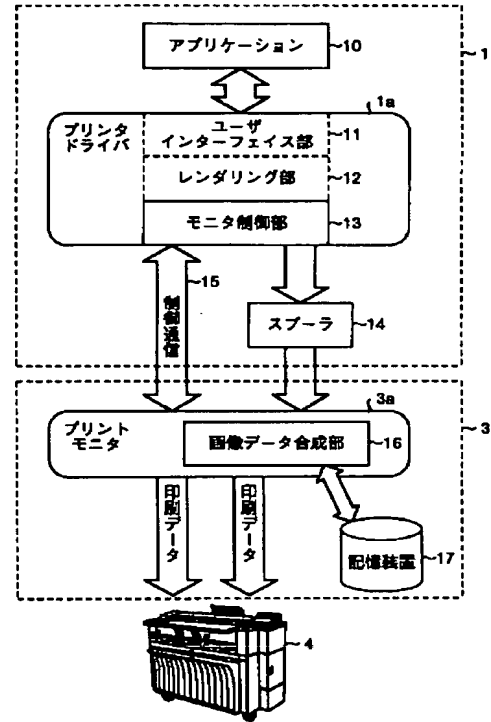 アプリケーション
10
1
1a
プリンタ
ドライバ
ユーザ
インターフェイス部
11
レンダリング部
12
モニタ制御部
13
15
制御通信
スプーラ
14
3a
3
プリント
モニタ
画像データ合成部
16
印刷データ
印刷データ
記憶装置
17
4